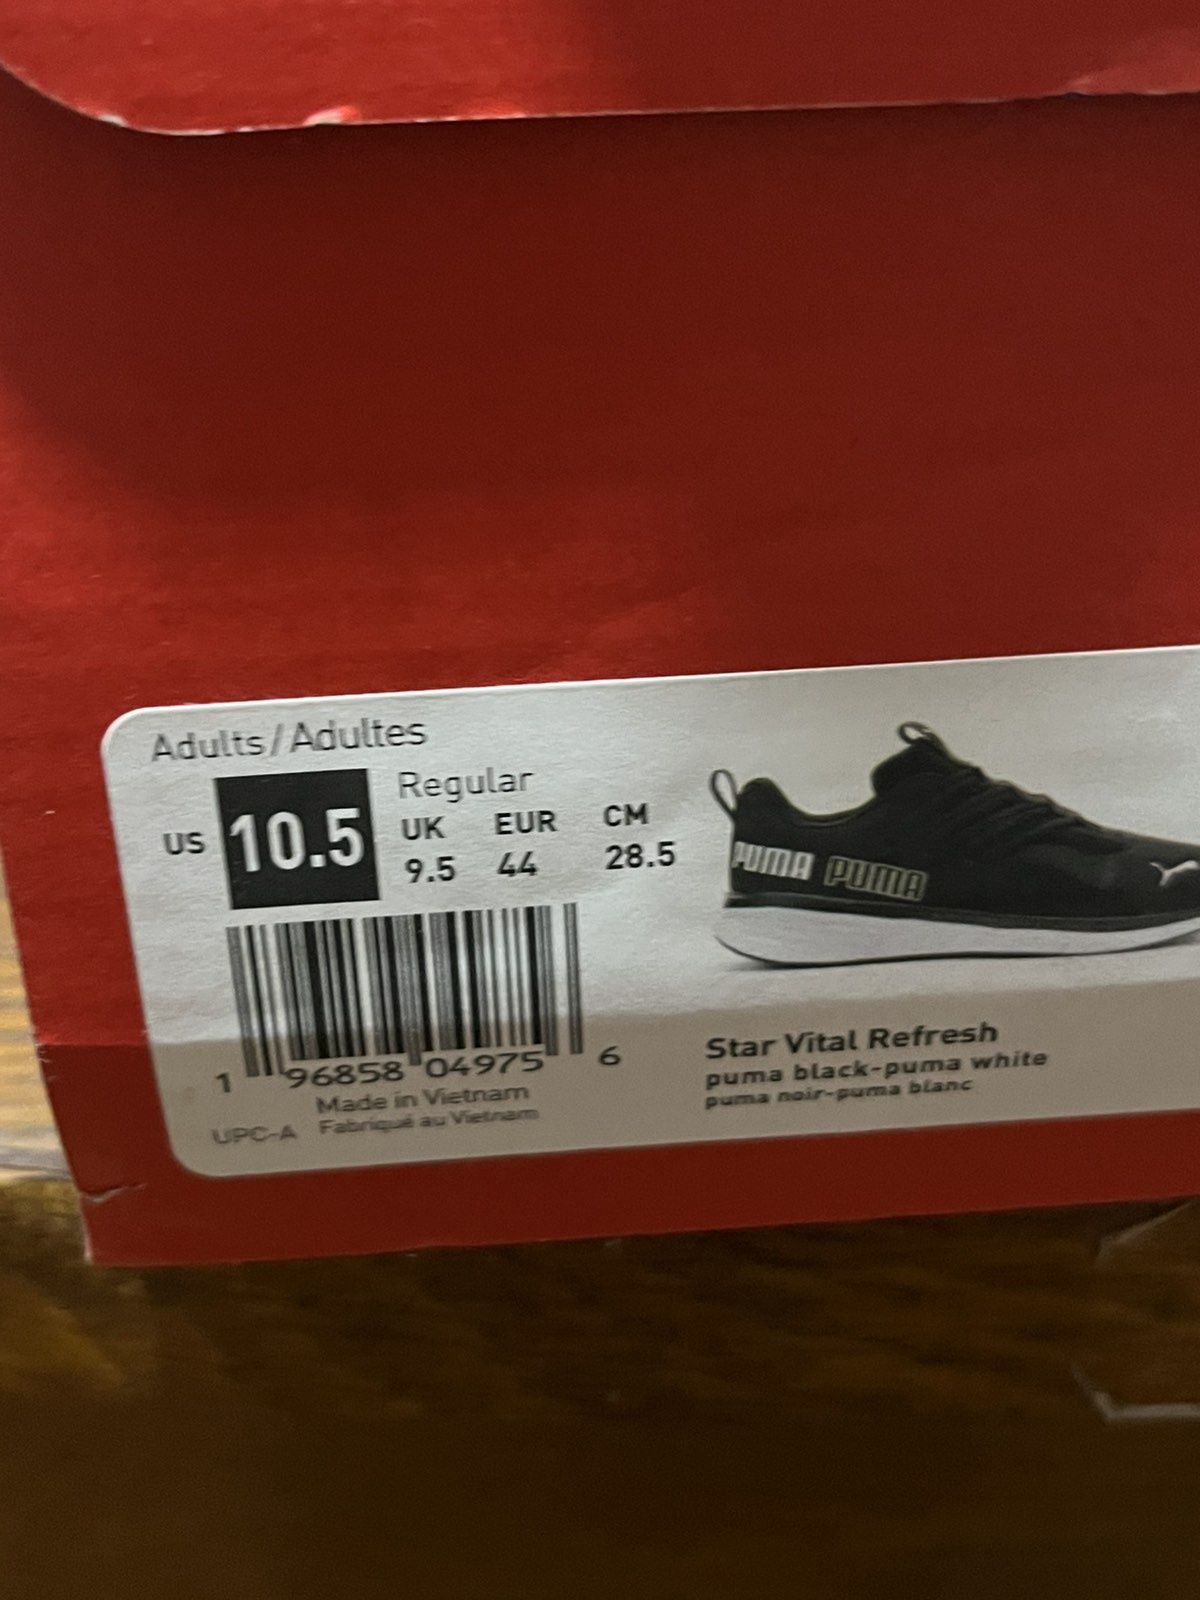 Adults/Adultes
US 10.5
Regular
UK EUR CM
9.5 44 28.5
PUMA PUMA
1 96858 04975 6
Made in Vietnam
UPC-A Fabriqué au Vietnam
Star Vital Refresh
puma black-puma white
puma noir-puma blanc